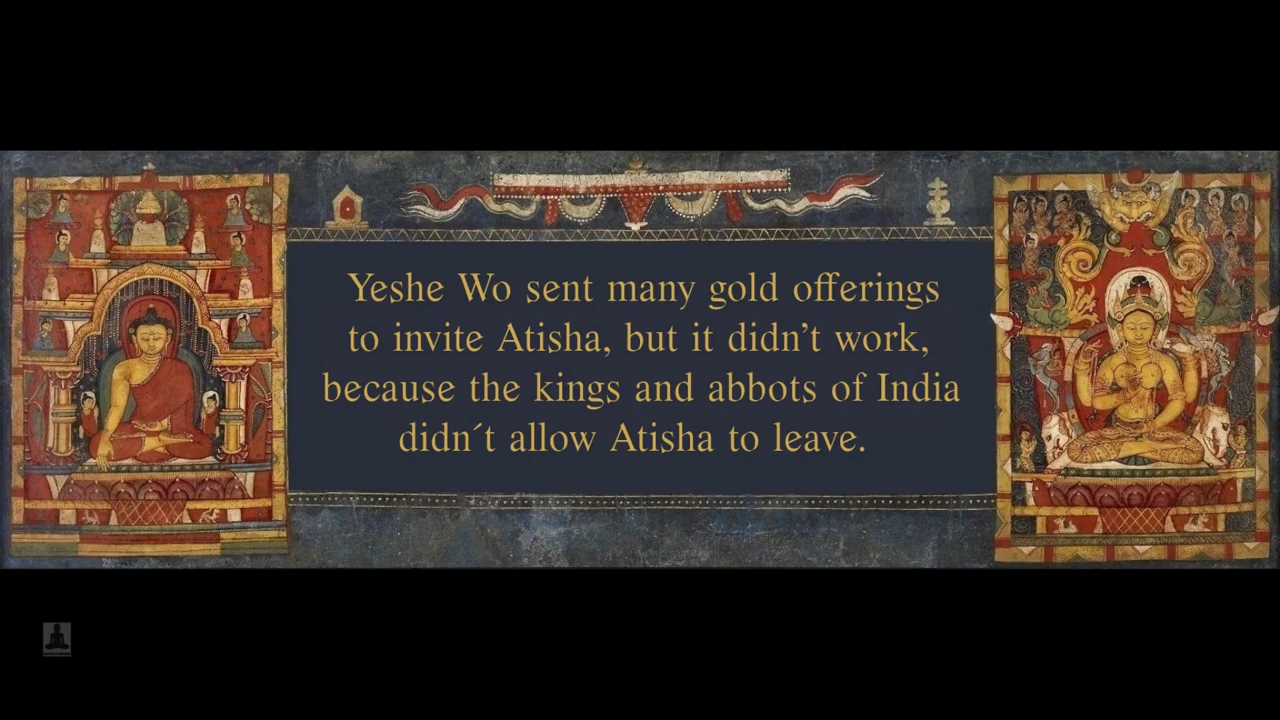 Yeshe Wo sent many gold offerings
to invite Atisha, but it didn’t work,
because the kings and abbots of India
didn´t allow Atisha to leave.